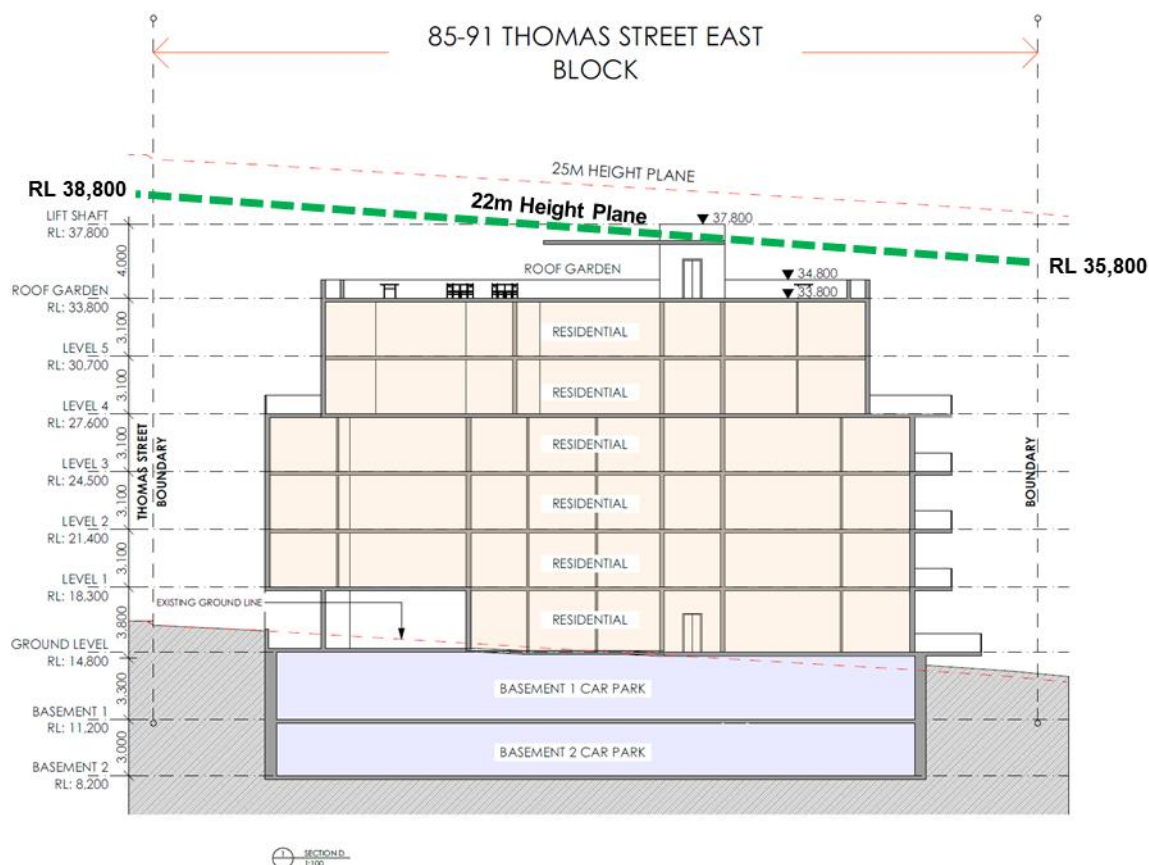 85-91 THOMAS STREET EAST
BLOCK
25M HEIGHT PLANE
RL 38,800
22m Height Plane
LIFT SHAFT
RL: 37,800
37.800
4.000
RL 35,800
ROOF GARDEN
34.800
ROOF GARDEN
33.800
RL: 33,800
3.100
RESIDENTIAL
LEVEL 5
RL: 30,700
3.100
RESIDENTIAL
LEVEL 4
RL: 27,600
THOMAS STREET
BOUNDARY
3.100
RESIDENTIAL
BOUNDARY
LEVEL 3
RL: 24,500
3.100
RESIDENTIAL
LEVEL 2
RL: 21,400
3.100
RESIDENTIAL
LEVEL 1
RL: 18,300
EXISTING GROUND LINE
3.800
RESIDENTIAL
GROUND LEVEL
RL: 14,800
3.300
BASEMENT 1 CAR PARK
BASEMENT 1
RL: 11,200
3.000
BASEMENT 2 CAR PARK
BASEMENT 2
RL: 8,200
1
SECTION D
1:100